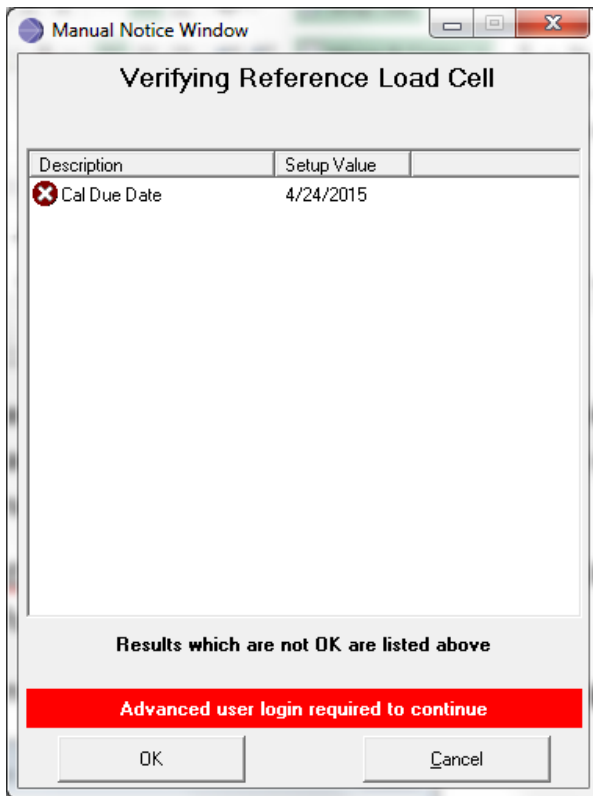 Manual Notice Window
Verifying Reference Load Cell
Description Setup Value
Cal Due Date 4/24/2015
Results which are not OK are listed above
Advanced user login required to continue
OK Cancel